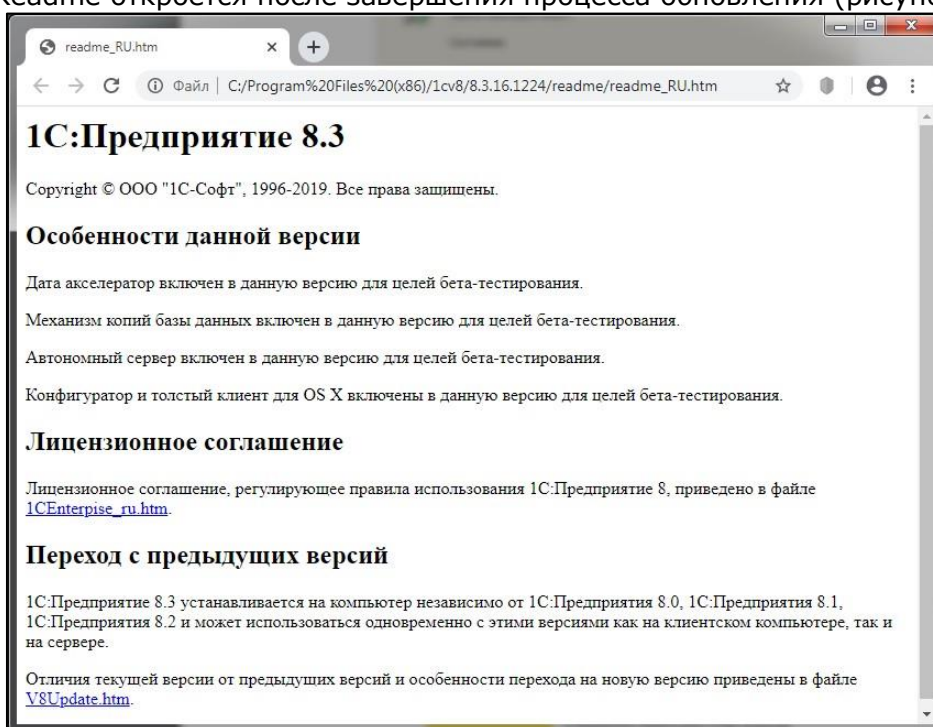 Readme откроется после завершения процесса обновления (рисуно
readme_RU.htm
Файл | C:/Program%20Files%20(x86)/1cv8/8.3.16.1224/readme/readme_RU.htm
1С:Предприятие 8.3
Copyright © ООО "1С-Софт", 1996-2019. Все права защищены.
Особенности данной версии
Дата акселератор включен в данную версию для целей бета-тестирования.
Механизм копий базы данных включен в данную версию для целей бета-тестирования.
Автономный сервер включен в данную версию для целей бета-тестирования.
Конфигуратор и толстый клиент для OS X включены в данную версию для целей бета-тестирования.
Лицензионное соглашение
Лицензионное соглашение, регулирующее правила использования 1С:Предприятие 8, приведено в файле
1CEnterpise_ru.htm.
Переход с предыдущих версий
1С:Предприятие 8.3 устанавливается на компьютер независимо от 1С:Предприятия 8.0, 1С:Предприятия 8.1,
1С:Предприятия 8.2 и может использоваться одновременно с этими версиями как на клиентском компьютере, так и
на сервере.
Отличия текущей версии от предыдущих версий и особенности перехода на новую версию приведены в файле
V8Update.htm.